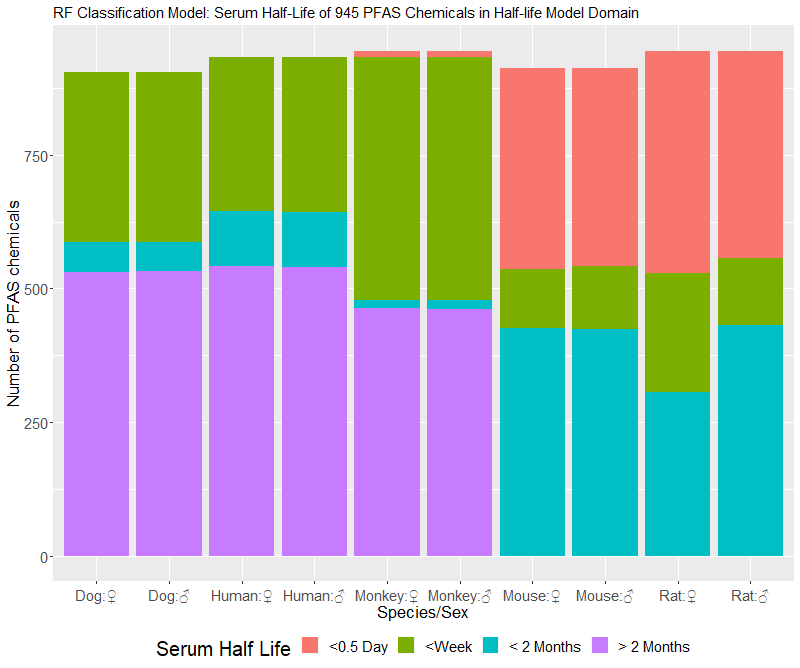 RF Classification Model: Serum Half-Life of 945 PFAS Chemicals in Half-life Model Domain
Number of PFAS chemicals
750
500
250
0
Dog:♀ Dog:♂ Human:♀ Human:♂ Monkey:♀ Monkey:♂ Mouse:♀ Mouse:♂ Rat:♀ Rat:♂
Species/Sex
Serum Half Life <0.5 Day <Week < 2 Months > 2 Months